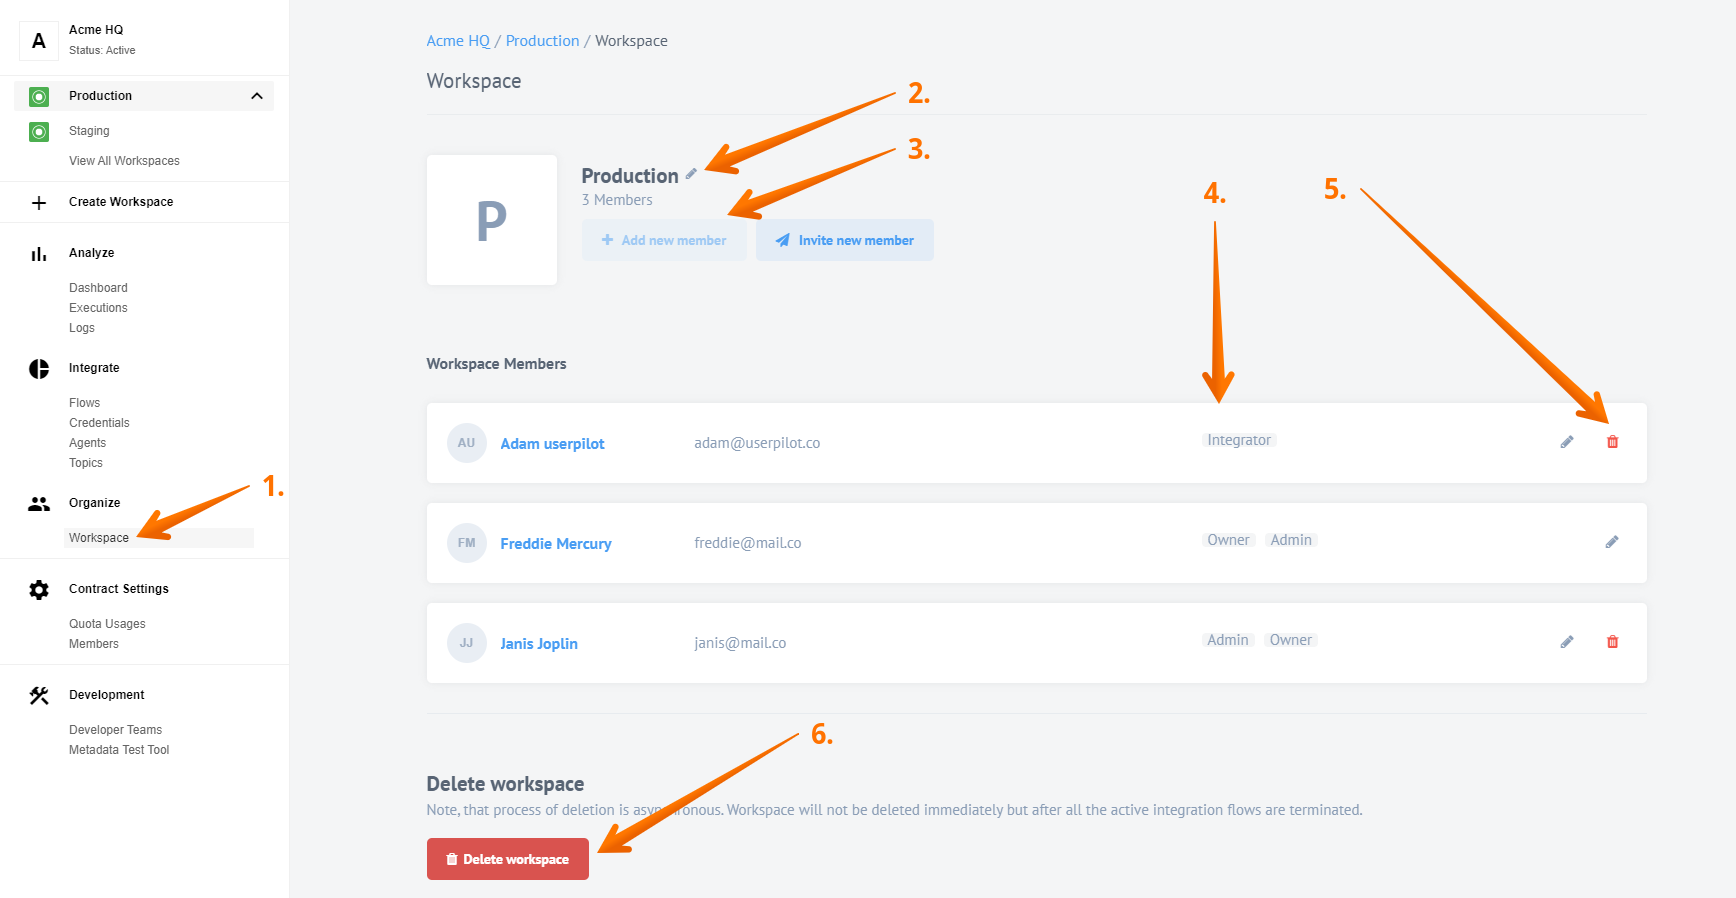 A
Acme HQ
Status: Active
Production
Staging
View All Workspaces
Create Workspace
Analyze
Dashboard
Executions
Logs
Integrate
Flows
Credentials
Agents
Topics
1.
Organize
Workspace
Contract Settings
Quota Usages
Members
Development
Developer Teams
Metadata Test Tool
Acme HQ / Production / Workspace
Workspace
2.
3.
P
Production
3 Members
Add new member
Invite new member
4.
5.
Workspace Members
AU Adam userpilot adam@userpilot.co Integrator
FM Freddie Mercury freddie@mail.co Owner Admin
JJ Janis Joplin janis@mail.co Admin Owner
6.
Delete workspace
Note, that process of deletion is asynchronous. Workspace will not be deleted immediately but after all the active integration flows are terminated.
Delete workspace